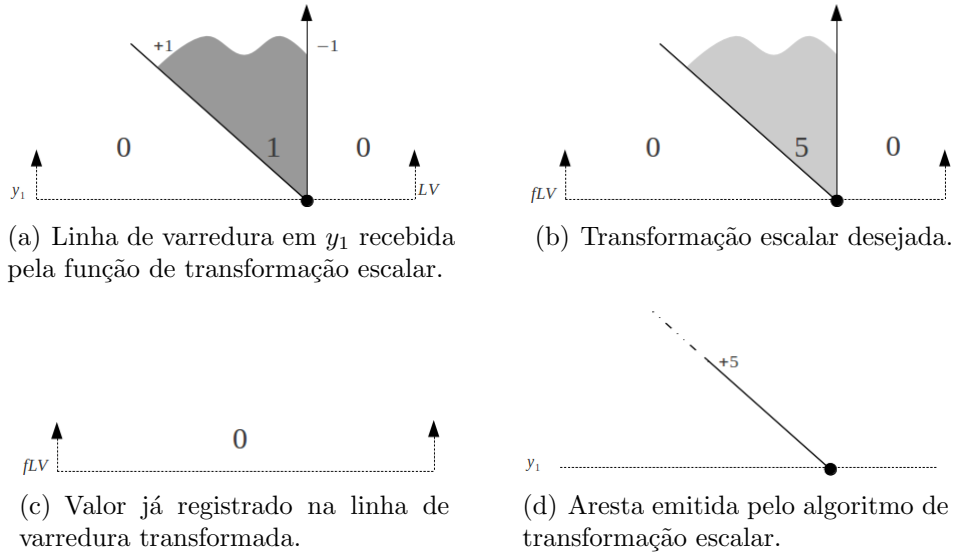 +1
−1
0
1
0
y₁
LV
(a) Linha de varredura em y₁ recebida
pela função de transformação escalar.
0
5
0
fLV
(b) Transformação escalar desejada.
0
fLV
(c) Valor já registrado na linha de
varredura transformada.
+5
y₁
(d) Aresta emitida pelo algoritmo de
transformação escalar.